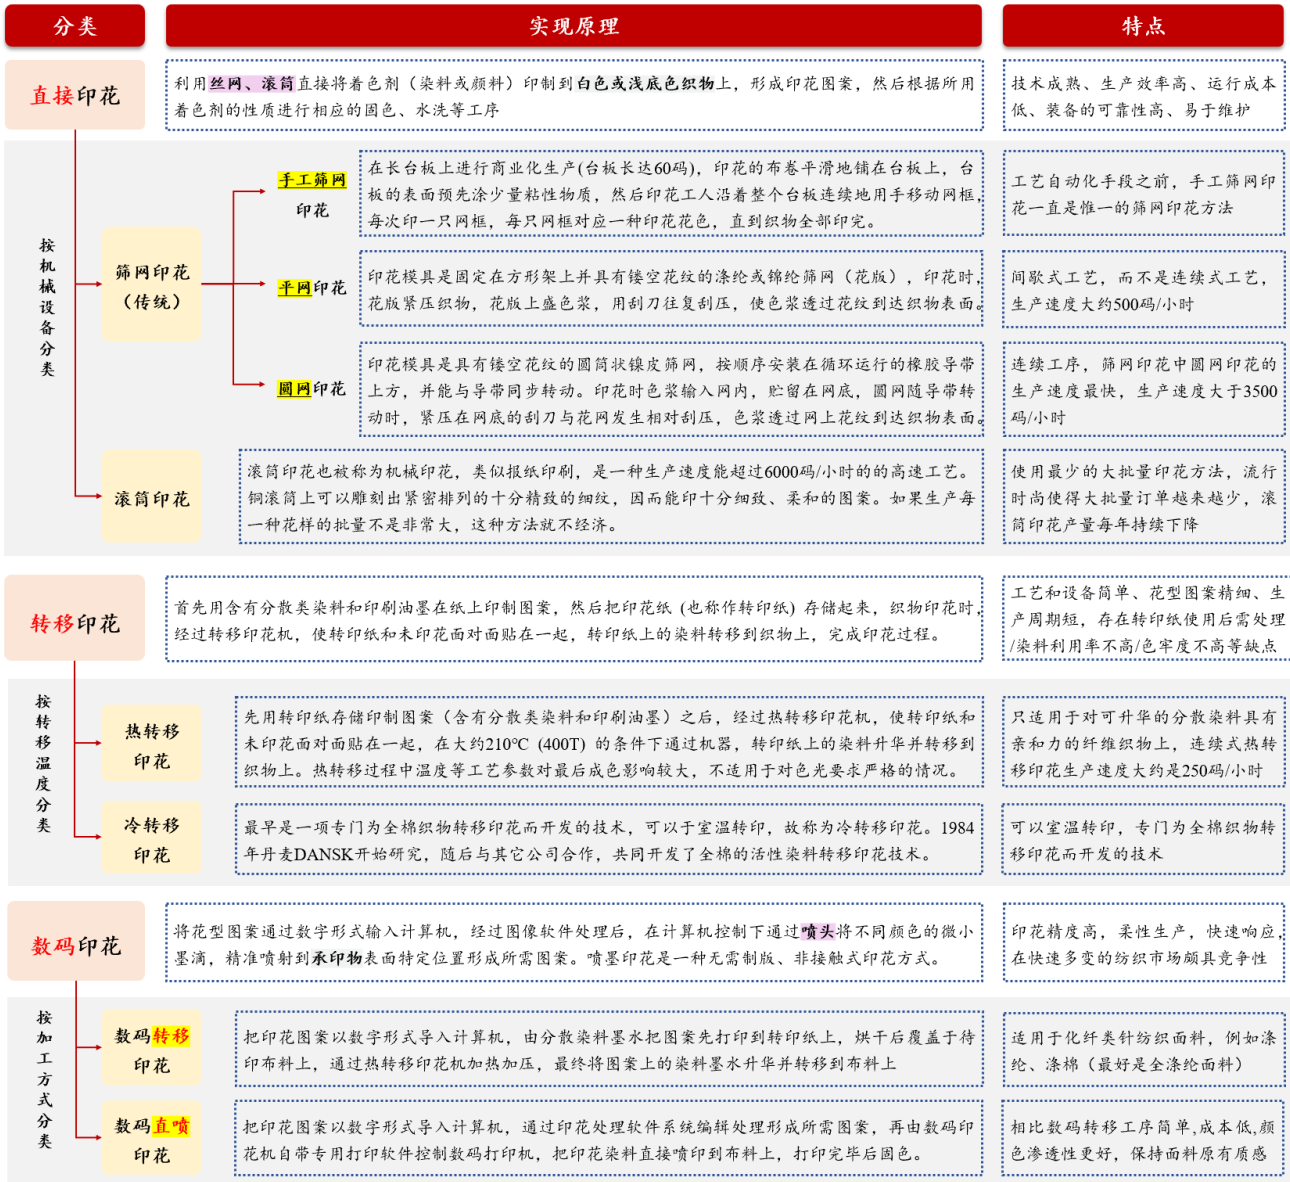 分类
实现原理
特点
直接印花
利用丝网、滚筒直接将着色剂（染料或颜料）印制到白色或浅底色织物上，形成印花图案，然后根据所用
着色剂的性质进行相应的固色、水洗等工序
技术成熟、生产效率高、运行成本
低、装备的可靠性高、易于维护
按机械设备分类
筛网印花
（传统）
手工筛网
印花
在长台板上进行商业化生产(台板长达60码)，印花的布卷平滑地铺在台板上，台
板的表面预先涂少量粘性物质，然后印花工人沿着整个台板连续地用手移动网框，
每次印一只网框，每只网框对应一种印花花色，直到织物全部印完。
工艺自动化手段之前，手工筛网印
花一直是惟一的筛网印花方法
平网印花
印花模具是固定在方形架上并具有镂空花纹的涤纶或锦纶筛网（花版），印花时，
花版紧压织物，花版上盛色浆，用刮刀往复刮压，使色浆透过花纹到达织物表面。
间歇式工艺，而不是连续式工艺，
生产速度大约500码/小时
圆网印花
印花模具是具有镂空花纹的圆筒状镍皮筛网，按顺序安装在循环运行的橡胶导带
上方，并能与导带同步转动。印花时色浆输入网内，贮留在网底，圆网随导带转
动时，紧压在网底的刮刀与花网发生相对刮压，色浆透过网上花纹到达织物表面。
连续工序，筛网印花中圆网印花的
生产速度最快，生产速度大于3500
码/小时
滚筒印花
滚筒印花也被称为机械印花，类似报纸印刷，是一种生产速度能超过6000码/小时的的高速工艺。
铜滚筒上可以雕刻出紧密排列的十分精致的细纹，因而能印十分细致、柔和的图案。如果生产每
一种花样的批量不是非常大，这种方法就不经济。
使用最少的大批量印花方法，流行
时尚使得大批量订单越来越少，滚
筒印花产量每年持续下降
转移印花
首先用含有分散类染料和印刷油墨在纸上印制图案，然后把印花纸 (也称作转印纸) 存储起来，织物印花时，
经过转移印花机，使转印纸和未印花面对面贴在一起，转印纸上的染料转移到织物上，完成印花过程。
工艺和设备简单、花型图案精细、生
产周期短，存在转印纸使用后需处理
/染料利用率不高/色牢度不高等缺点
按转移温度分类
热转移
印花
先用转印纸存储印制图案（含有分散类染料和印刷油墨）之后，经过热转移印花机，使转印纸和
未印花面对面贴在一起，在大约210℃ (400T) 的条件下通过机器，转印纸上的染料升华并转移到
织物上。热转移过程中温度等工艺参数对最后成色影响较大，不适用于对色光要求严格的情况。
只适用于对可升华的分散染料具有
亲和力的纤维织物上，连续式热转
移印花生产速度大约是250码/小时
冷转移
印花
最早是一项专门为全棉织物转移印花而开发的技术，可以于室温转印，故称为冷转移印花。1984
年丹麦DANSK开始研究，随后与其它公司合作，共同开发了全棉的活性染料转移印花技术。
可以室温转印，专门为全棉织物转
移印花而开发的技术
数码印花
将花型图案通过数字形式输入计算机，经过图像软件处理后，在计算机控制下通过喷头将不同颜色的微小
墨滴，精准喷射到承印物表面特定位置形成所需图案。喷墨印花是一种无需制版、非接触式印花方式。
印花精度高，柔性生产，快速响应，
在快速多变的纺织市场颇具竞争性
按加工方式分类
数码转移
印花
把印花图案以数字形式导入计算机，由分散染料墨水把图案先打印到转印纸上，烘干后覆盖于待
印布料上，通过热转移印花机加热加压，最终将图案上的染料墨水升华并转移到布料上
适用于化纤类针纺织面料，例如涤
纶、涤棉（最好是全涤纶面料）
数码直喷
印花
把印花图案以数字形式导入计算机，通过印花处理软件系统编辑处理形成所需图案，再由数码印
花机自带专用打印软件控制数码打印机，把印花染料直接喷印到布料上，打印完毕后固色。
相比数码转移工序简单,成本低,颜
色渗透性更好，保持面料原有质感